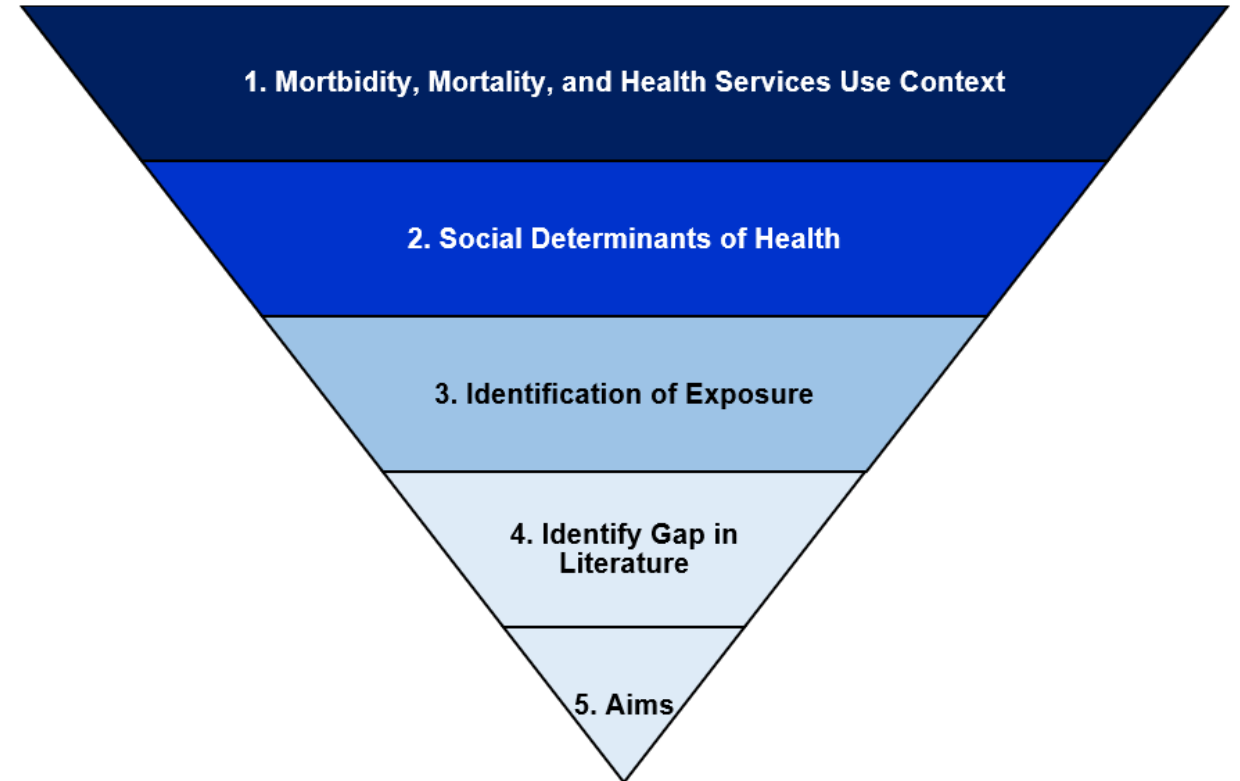 1. Mortbidity, Mortality, and Health Services Use Context
2. Social Determinants of Health
3. Identification of Exposure
4. Identify Gap in
Literature
5. Aims